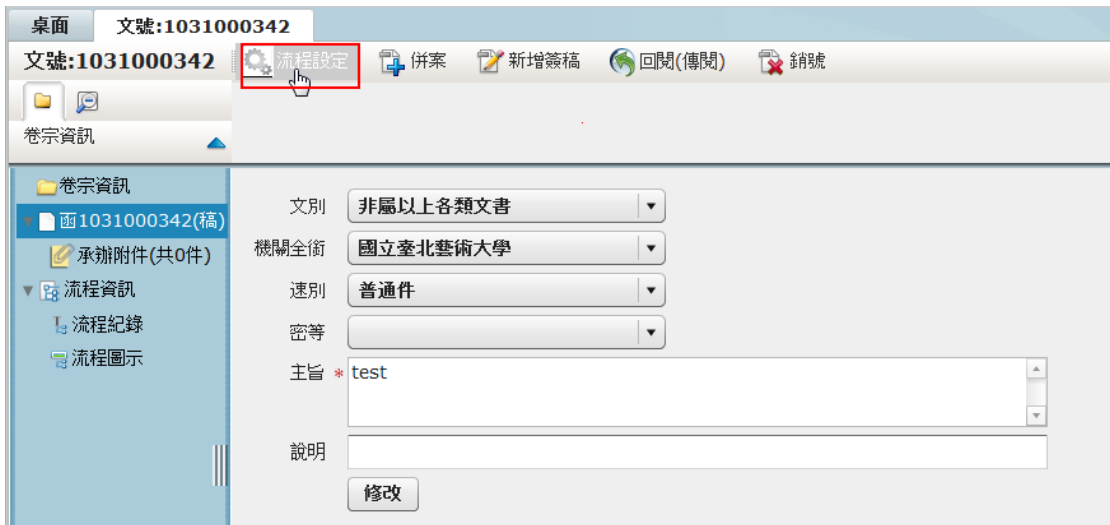 桌面 文號:1031000342
文號:1031000342 流程設定 併案 新增簽稿 回閱(傳閱) 銷號
卷宗資訊
卷宗資訊
函1031000342(稿)
承辦附件(共0件)
流程資訊
流程紀錄
流程圖示
文別 非屬以上各類文書
機關全銜 國立臺北藝術大學
速別 普通件
密等
主旨 * test
說明
修改